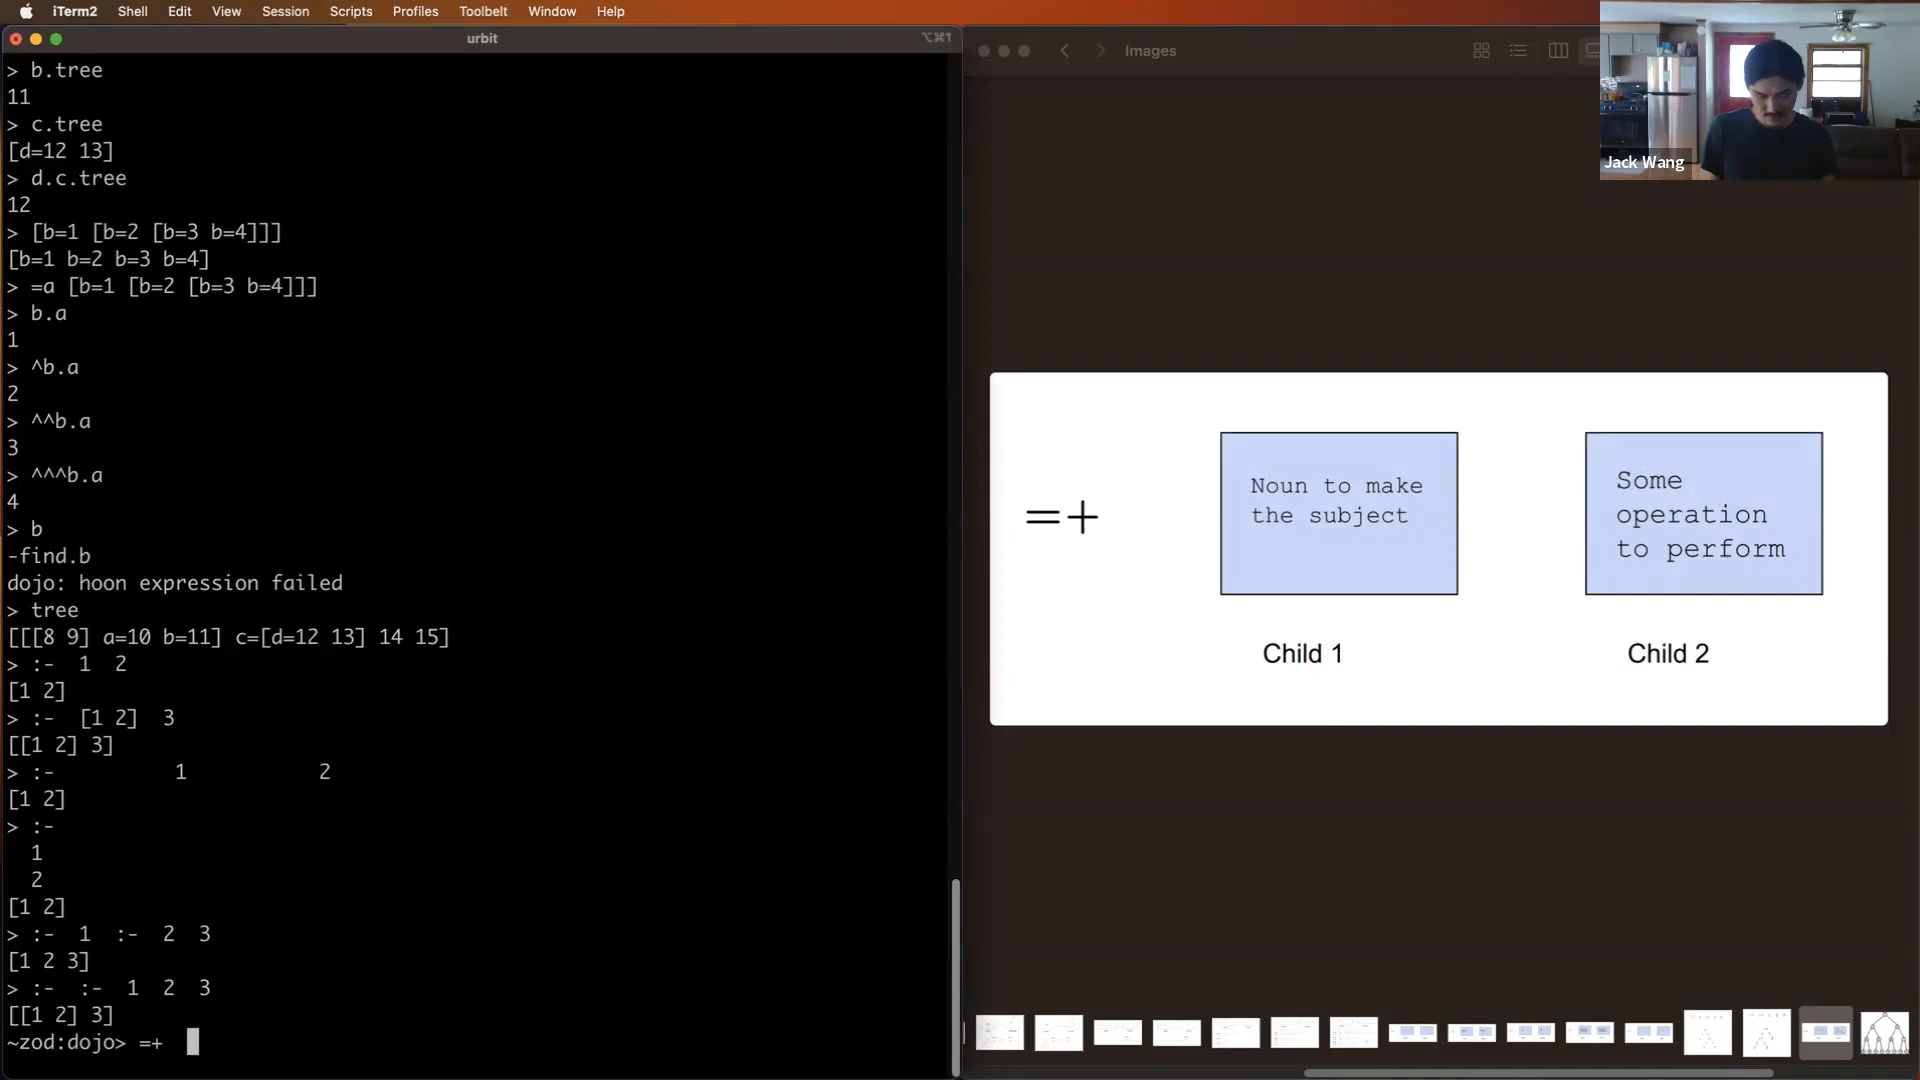 iTerm2 Shell Edit View Session Scripts Profiles Toolbelt Window Help
urbit
⌥⌘1
> b.tree
11
> c.tree
[d=12 13]
> d.c.tree
12
> [b=1 [b=2 [b=3 b=4]]]
[b=1 b=2 b=3 b=4]
> =a [b=1 [b=2 [b=3 b=4]]]
> b.a
1
> ^b.a
2
> ^^b.a
3
> ^^^b.a
4
> b
-find.b
dojo: hoon expression failed
> tree
[[[8 9] a=10 b=11] c=[d=12 13] 14 15]
> :-  1  2
[1 2]
> :-  [1 2]  3
[[1 2] 3]
> :-          1           2
[1 2]
> :-
1
2
[1 2]
> :-  1  :-  2  3
[1 2 3]
> :-  :-  1  2  3
[[1 2] 3]
~zod:dojo> =+
Images
Jack Wang
=+
Noun to make
the subject
Child 1
Some
operation
to perform
Child 2